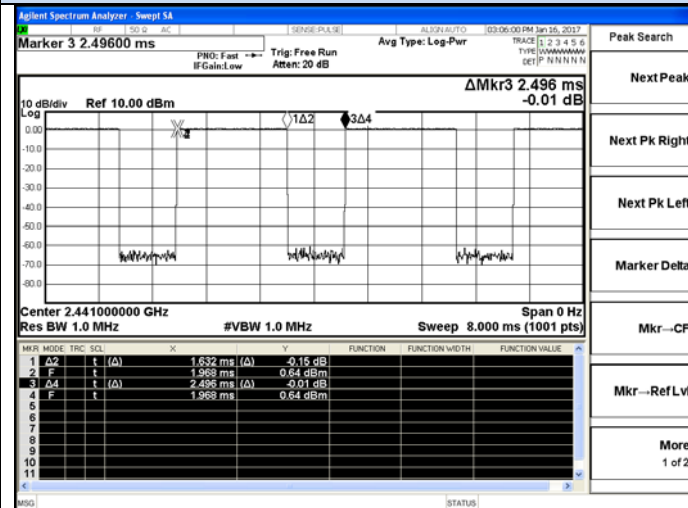 Agilent Spectrum Analyzer - Swept SA
RF 50 Ω AC SENSE:PULSE ALIGN AUTO 03:06:00 PM Jan 16, 2017
Marker 3 2.49600 ms
PNO: Fast
IFGain:Low
Trig: Free Run
Atten: 20 dB
Avg Type: Log-Pwr
TRACE 1 2 3 4 5 6
TYPE WWWWWW
DET P N N N N N
ΔMkr3 2.496 ms
-0.01 dB
10 dB/div Ref 10.00 dBm
Log
1Δ2
3Δ4
0.00
-10.0
-20.0
-30.0
-40.0
-50.0
-60.0
-70.0
-80.0
Center 2.441000000 GHz Span 0 Hz
Res BW 1.0 MHz #VBW 1.0 MHz Sweep 8.000 ms (1001 pts)
MKR MODE TRC SCL X Y FUNCTION FUNCTION WIDTH FUNCTION VALUE
1 Δ2 t (Δ) 1.632 ms (Δ) -0.15 dB
2 F t 1.968 ms 0.64 dBm
3 Δ4 t (Δ) 2.496 ms (Δ) -0.01 dB
4 F t 1.968 ms 0.64 dBm
5
6
7
8
9
10
11
MSG STATUS
Peak Search
Next Peak
Next Pk Right
Next Pk Left
Marker Delta
Mkr→CF
Mkr→Ref Lvl
More
1 of 2